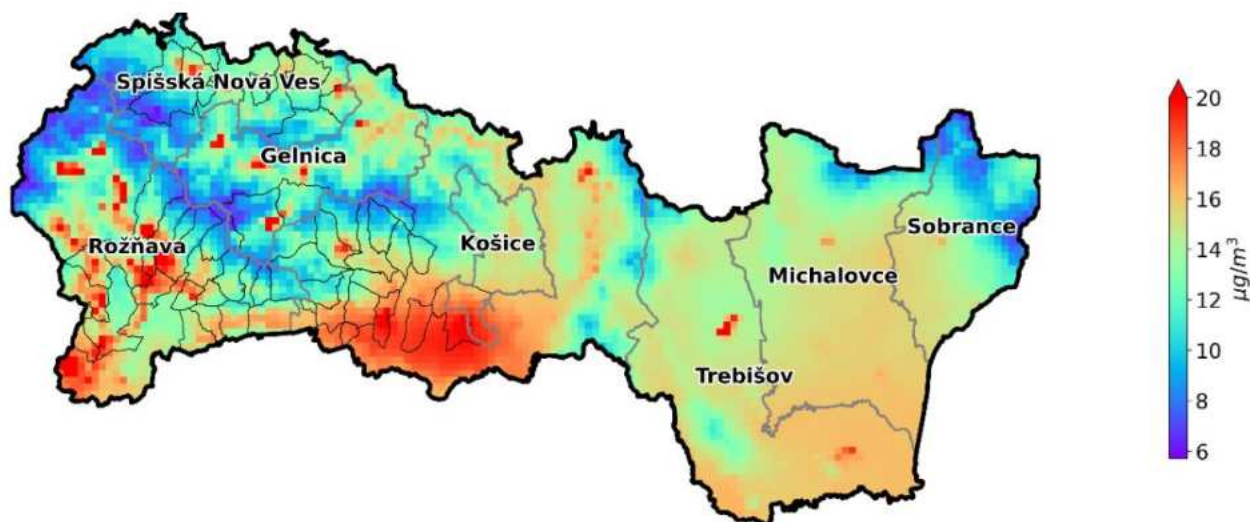 Spišská Nová Ves
Gelnica
Rožňava
Košice
Sobrance
Michalovce
Trebišov
20
18
16
14
12
10
8
6
µg/m³